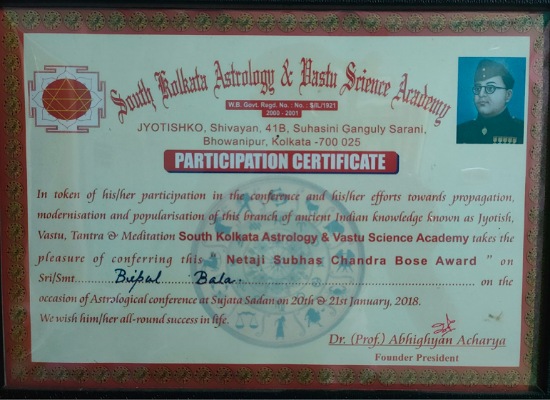 South Kolkata Astrology & Vastu Science Academy
W.B. Govt. Regd. No. : No. : S/IL/1921
2000 - 2001
JYOTISHKO, Shivayan, 41B, Suhasini Ganguly Sarani,
Bhowanipur, Kolkata -700 025
PARTICIPATION CERTIFICATE
In token of his/her participation in the conference and his/her efforts towards propagation,
modernisation and popularisation of this branch of ancient Indian knowledge known as Jyotish,
Vastu, Tantra & Meditation South Kolkata Astrology & Vastu Science Academy takes the
pleasure of conferring this " Netaji Subhas Chandra Bose Award " on
Sri/Smt. Bala on the
occasion of Astrological conference at Sujata Sadan on 20th & 21st January, 2018.
We wish him/her all-round success in life.
Dr. (Prof.) Abhighyan Acharya
Founder President